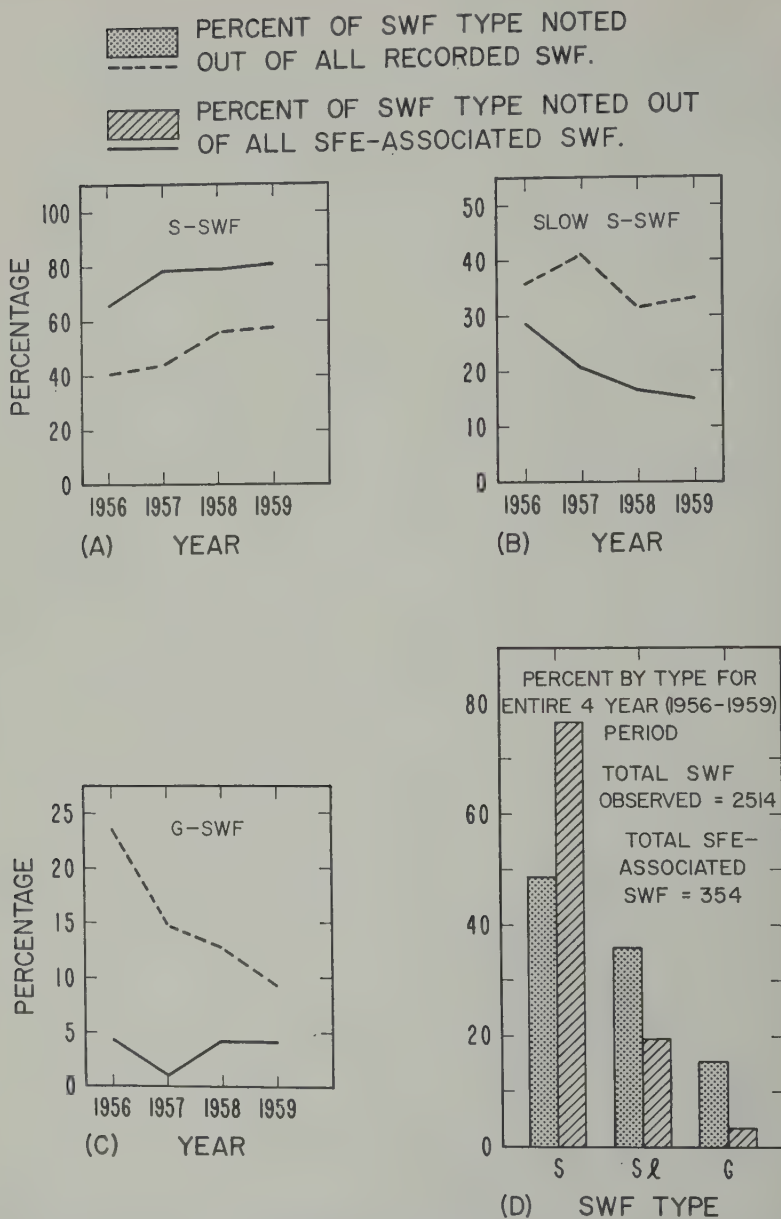 PERCENT OF SWF TYPE NOTED
OUT OF ALL RECORDED SWF.
PERCENT OF SWF TYPE NOTED OUT
OF ALL SFE-ASSOCIATED SWF.
S-SWF
PERCENTAGE
100
80
60
40
20
0
1956 1957 1958 1959
(A) YEAR
SLOW S-SWF
50
40
30
20
10
0
1956 1957 1958 1959
(B) YEAR
G-SWF
PERCENTAGE
25
20
15
10
5
0
1956 1957 1958 1959
(C) YEAR
PERCENT BY TYPE FOR
ENTIRE 4 YEAR (1956-1959)
PERIOD
TOTAL SWF
OBSERVED = 2514
TOTAL SFE-
ASSOCIATED
SWF = 354
80
60
40
20
0
S Sℓ G
(D) SWF TYPE